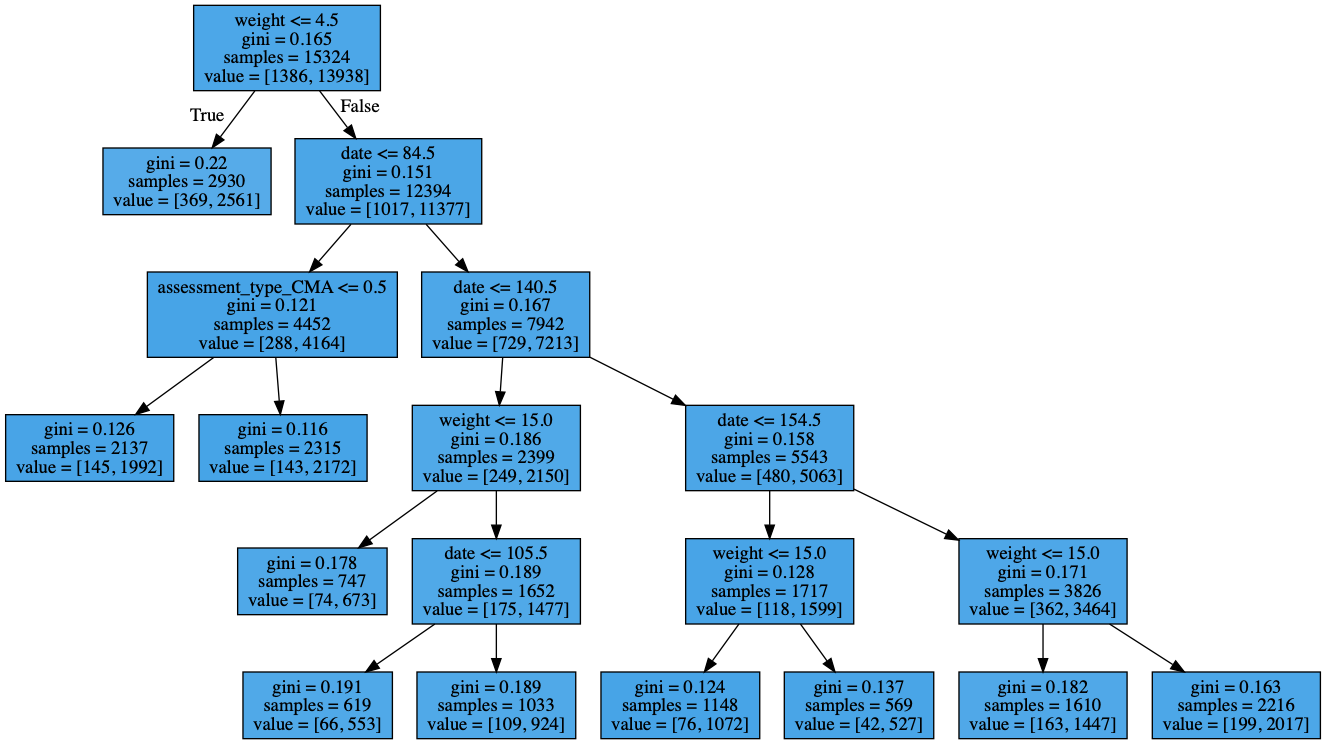 weight <= 4.5
gini = 0.165
samples = 15324
value = [1386, 13938]
True
False
gini = 0.22
samples = 2930
value = [369, 2561]
date <= 84.5
gini = 0.151
samples = 12394
value = [1017, 11377]
assessment_type_CMA <= 0.5
gini = 0.121
samples = 4452
value = [288, 4164]
date <= 140.5
gini = 0.167
samples = 7942
value = [729, 7213]
gini = 0.126
samples = 2137
value = [145, 1992]
gini = 0.116
samples = 2315
value = [143, 2172]
weight <= 15.0
gini = 0.186
samples = 2399
value = [249, 2150]
date <= 154.5
gini = 0.158
samples = 5543
value = [480, 5063]
gini = 0.178
samples = 747
value = [74, 673]
date <= 105.5
gini = 0.189
samples = 1652
value = [175, 1477]
weight <= 15.0
gini = 0.128
samples = 1717
value = [118, 1599]
weight <= 15.0
gini = 0.171
samples = 3826
value = [362, 3464]
gini = 0.191
samples = 619
value = [66, 553]
gini = 0.189
samples = 1033
value = [109, 924]
gini = 0.124
samples = 1148
value = [76, 1072]
gini = 0.137
samples = 569
value = [42, 527]
gini = 0.182
samples = 1610
value = [163, 1447]
gini = 0.163
samples = 2216
value = [199, 2017]